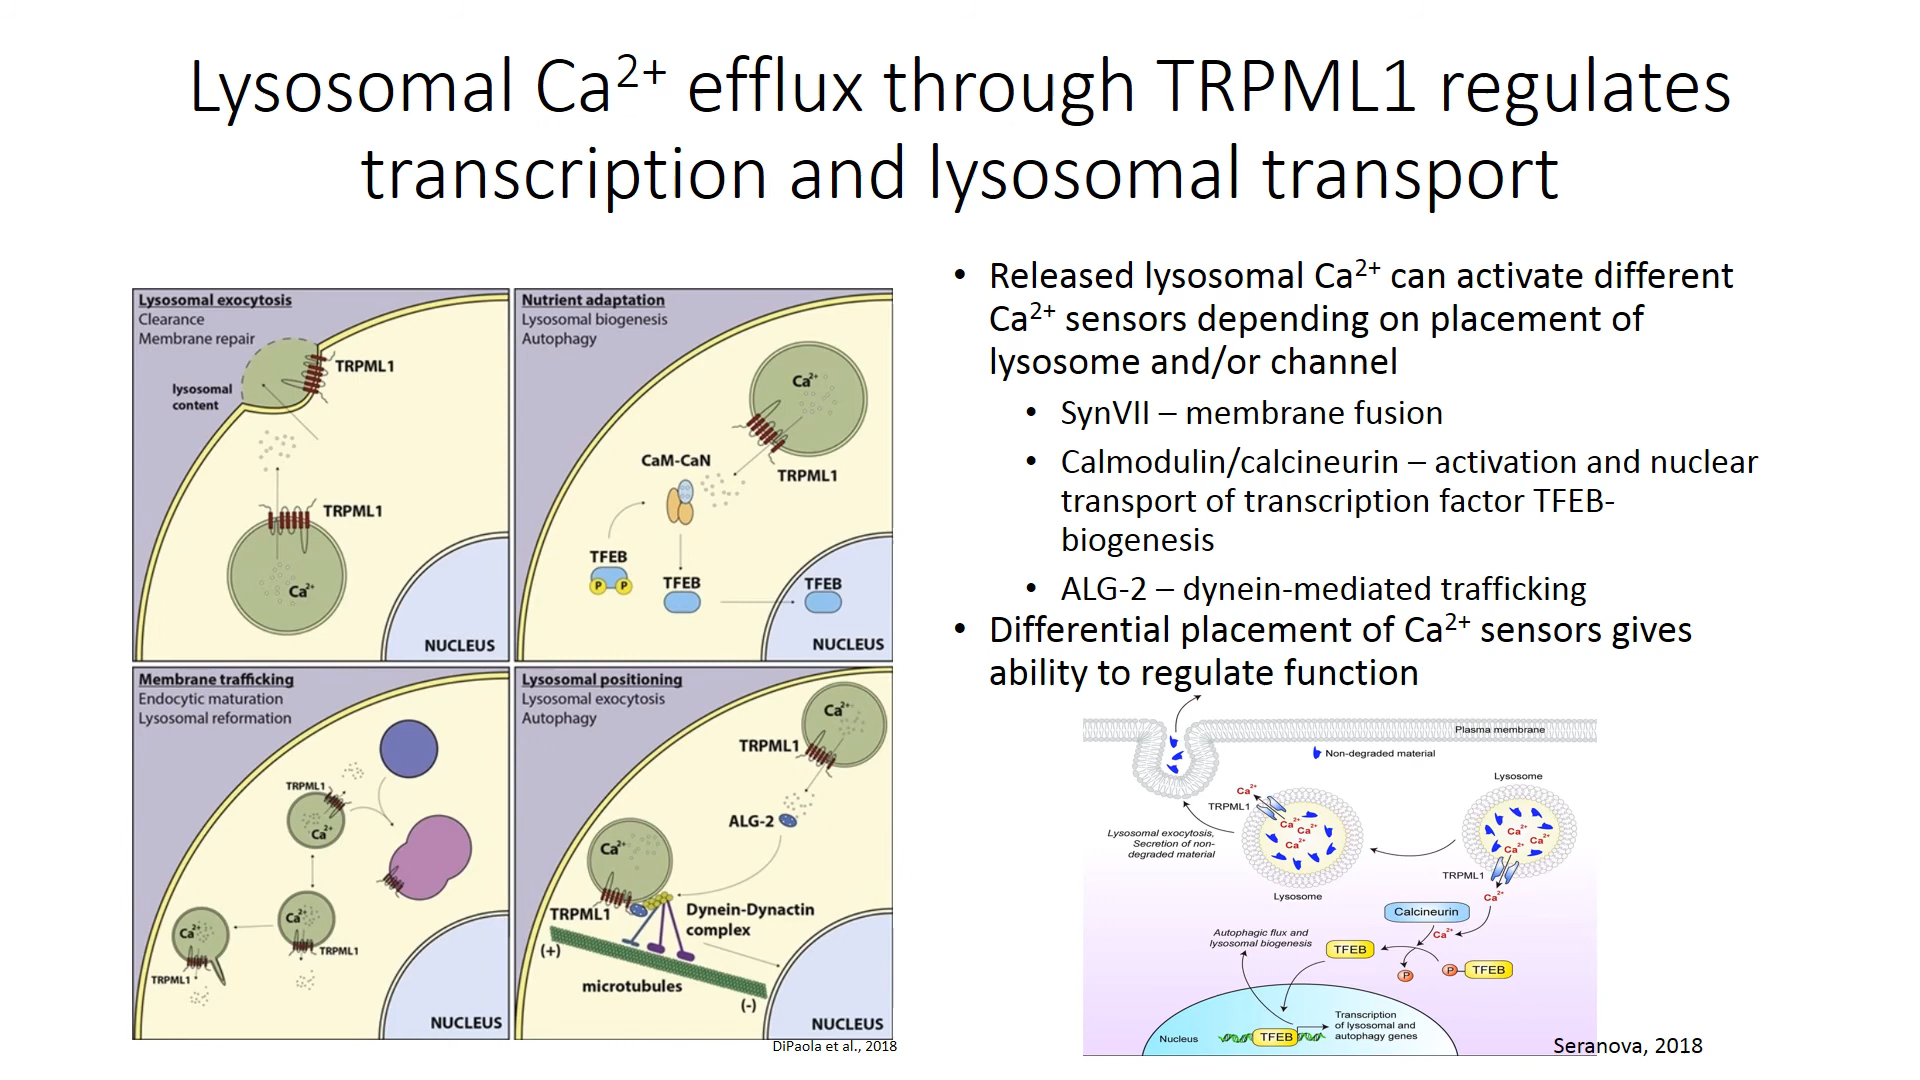 Lysosomal Ca²⁺ efflux through TRPML1 regulates
transcription and lysosomal transport
Lysosomal exocytosis
Clearance
Membrane repair
TRPML1
lysosomal
content
TRPML1
Ca²⁺
NUCLEUS
Nutrient adaptation
Lysosomal biogenesis
Autophagy
Ca²⁺
TRPML1
CaM-CaN
TFEB
P P
TFEB
TFEB
NUCLEUS
Membrane trafficking
Endocytic maturation
Lysosomal reformation
TRPML1
Ca²⁺
Ca²⁺
TRPML1
Ca²⁺
TRPML1
NUCLEUS
Lysosomal positioning
Lysosomal exocytosis
Autophagy
Ca²⁺
TRPML1
ALG-2
Ca²⁺
TRPML1
Dynein-Dynactin
complex
(+)
microtubules
(-)
NUCLEUS
DiPaola et al., 2018
• Released lysosomal Ca²⁺ can activate different
Ca²⁺ sensors depending on placement of
lysosome and/or channel
• SynVII – membrane fusion
• Calmodulin/calcineurin – activation and nuclear
transport of transcription factor TFEB-
biogenesis
• ALG-2 – dynein-mediated trafficking
• Differential placement of Ca²⁺ sensors gives
ability to regulate function
Plasma membrane
Non-degraded material
Lysosome
Ca²⁺
TRPML1
Ca²⁺
Ca²⁺
Ca²⁺
Lysosomal exocytosis,
Secretion of non-
degraded material
Lysosome
Ca²⁺
Ca²⁺
Ca²⁺
TRPML1
Ca²⁺
Calcineurin
Ca²⁺
Autophagic flux and
lysosomal biogenesis
TFEB
P
P
TFEB
Nucleus
TFEB
Transcription
of lysosomal and
autophagy genes
Seranova, 2018